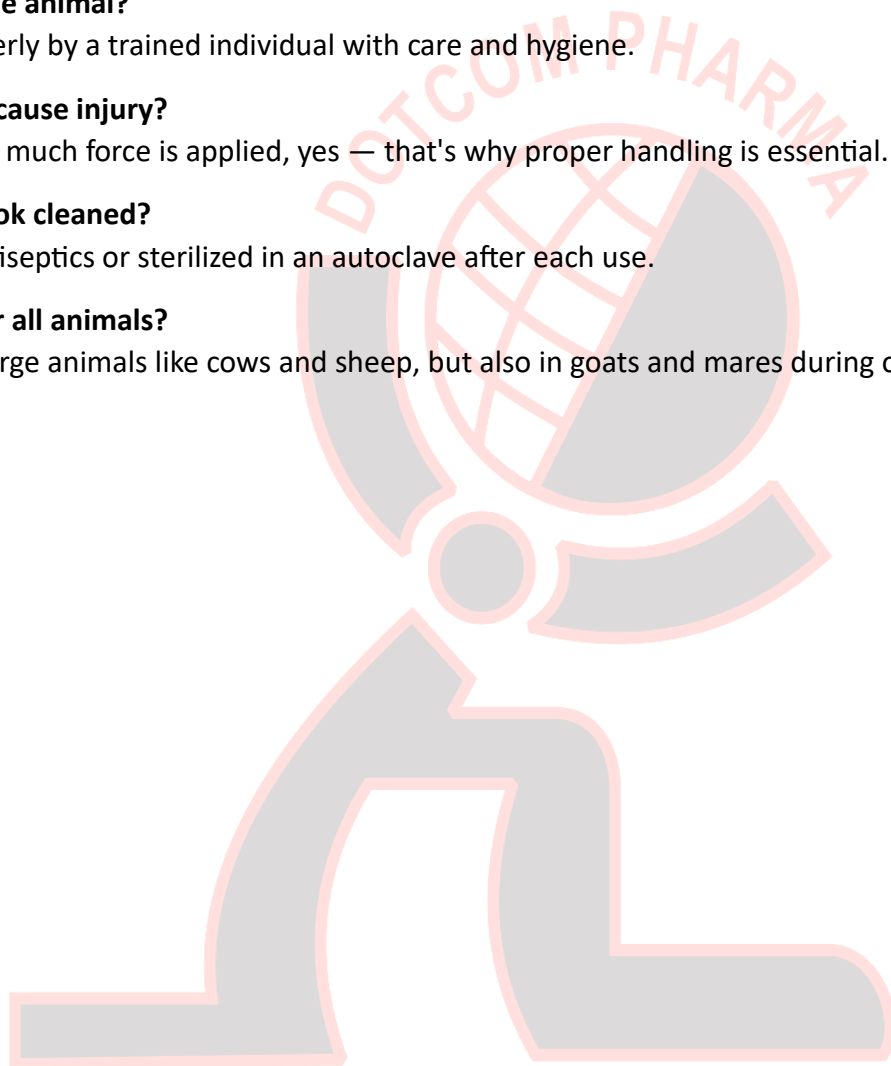 e animal?
erly by a trained individual with care and hygiene.
cause injury?
much force is applied, yes — that's why proper handling is essential.
ok cleaned?
iseptics or sterilized in an autoclave after each use.
r all animals?
rge animals like cows and sheep, but also in goats and mares during
DOTCOM PHARMA